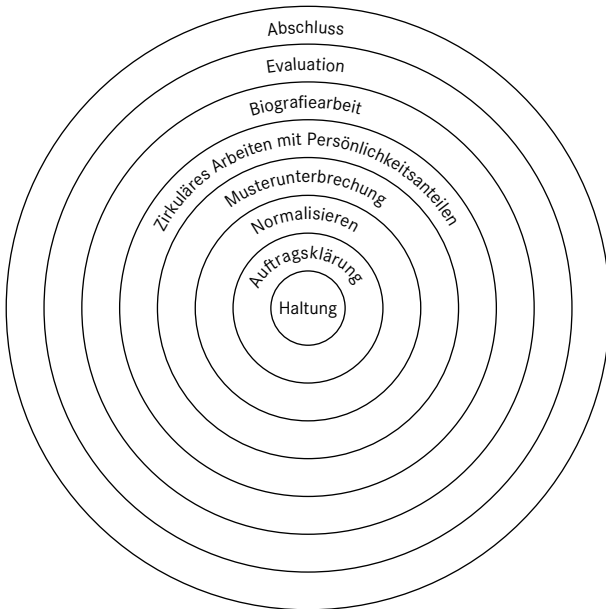 Abschluss
Evaluation
Biografiearbeit
Zirkuläres Arbeiten mit Persönlichkeitsanteilen
Musterunterbrechung
Normalisieren
Auftragsklärung
Haltung